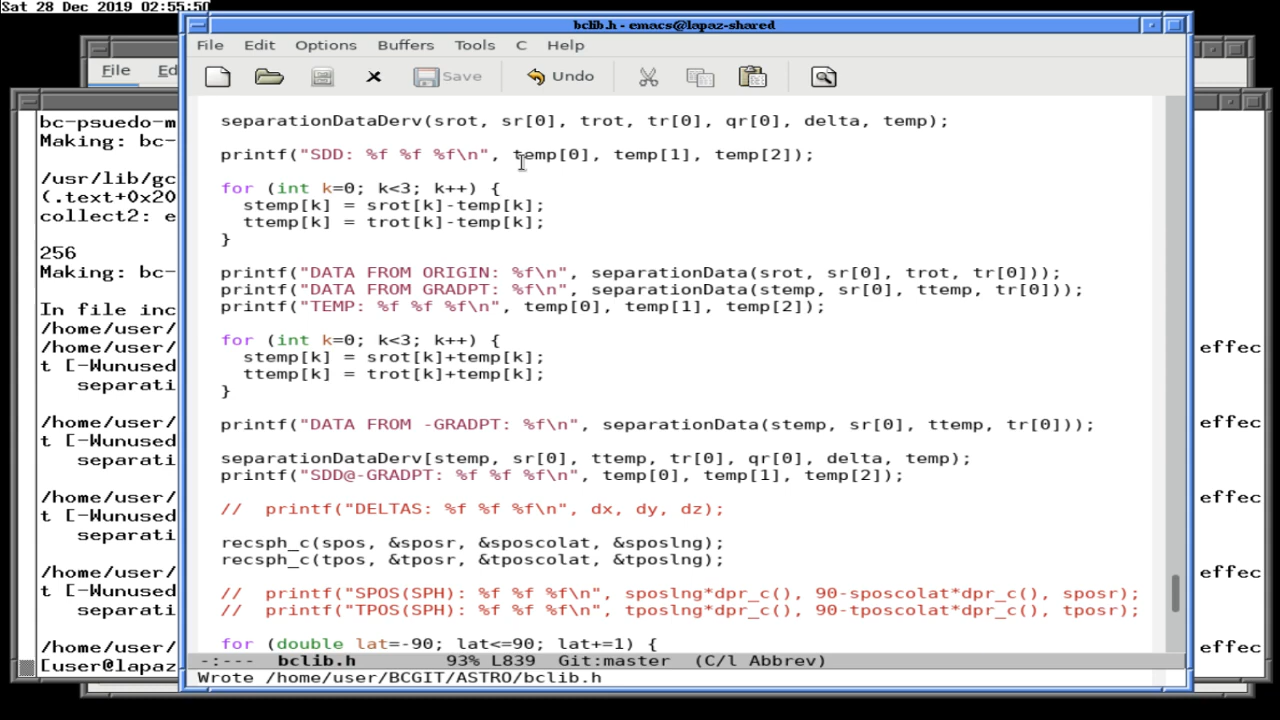 Sat 28 Dec 2019 02:55:50
bclib.h - emacs@lapaz-shared
File Edit Options Buffers Tools C Help
Save Undo
File Ed
separationDataDerv(srot, sr[0], trot, tr[0], qr[0], delta, temp);
printf("SDD: %f %f %f\n", temp[0], temp[1], temp[2]);
for (int k=0; k<3; k++) {
stemp[k] = srot[k]-temp[k];
ttemp[k] = trot[k]-temp[k];
}
printf("DATA FROM ORIGIN: %f\n", separationData(srot, sr[0], trot, tr[0]));
printf("DATA FROM GRADPT: %f\n", separationData(stemp, sr[0], ttemp, tr[0]));
printf("TEMP: %f %f %f\n", temp[0], temp[1], temp[2]);
for (int k=0; k<3; k++) {
stemp[k] = srot[k]+temp[k];
ttemp[k] = trot[k]+temp[k];
}
printf("DATA FROM -GRADPT: %f\n", separationData(stemp, sr[0], ttemp, tr[0]));
separationDataDerv[stemp, sr[0], ttemp, tr[0], qr[0], delta, temp);
printf("SDD@-GRADPT: %f %f %f\n", temp[0], temp[1], temp[2]);
//  printf("DELTAS: %f %f %f\n", dx, dy, dz);
recsph_c(spos, &sposr, &sposcolat, &sposlng);
recsph_c(tpos, &tposr, &tposcolat, &tposlng);
//  printf("SPOS(SPH): %f %f %f\n", sposlng*dpr_c(), 90-sposcolat*dpr_c(), sposr);
//  printf("TPOS(SPH): %f %f %f\n", tposlng*dpr_c(), 90-tposcolat*dpr_c(), tposr);
for (double lat=-90; lat<=90; lat+=1) {
-:---  bclib.h 93% L839 Git:master (C/l Abbrev)
Wrote /home/user/BCGIT/ASTRO/bclib.h
bc-psuedo-m
Making: bc-
/usr/lib/gc
(.text+0x20
collect2: e
256
Making: bc-
In file inc
/home/user/
/home/user/ effec
t [-Wunused
separati
/home/user/ effec
t [-Wunused
separati
/home/user/ effec
t [-Wunused
separati
/home/user/ effec
t [-Wunused
separati
/home/user/ effec
[user@lapaz